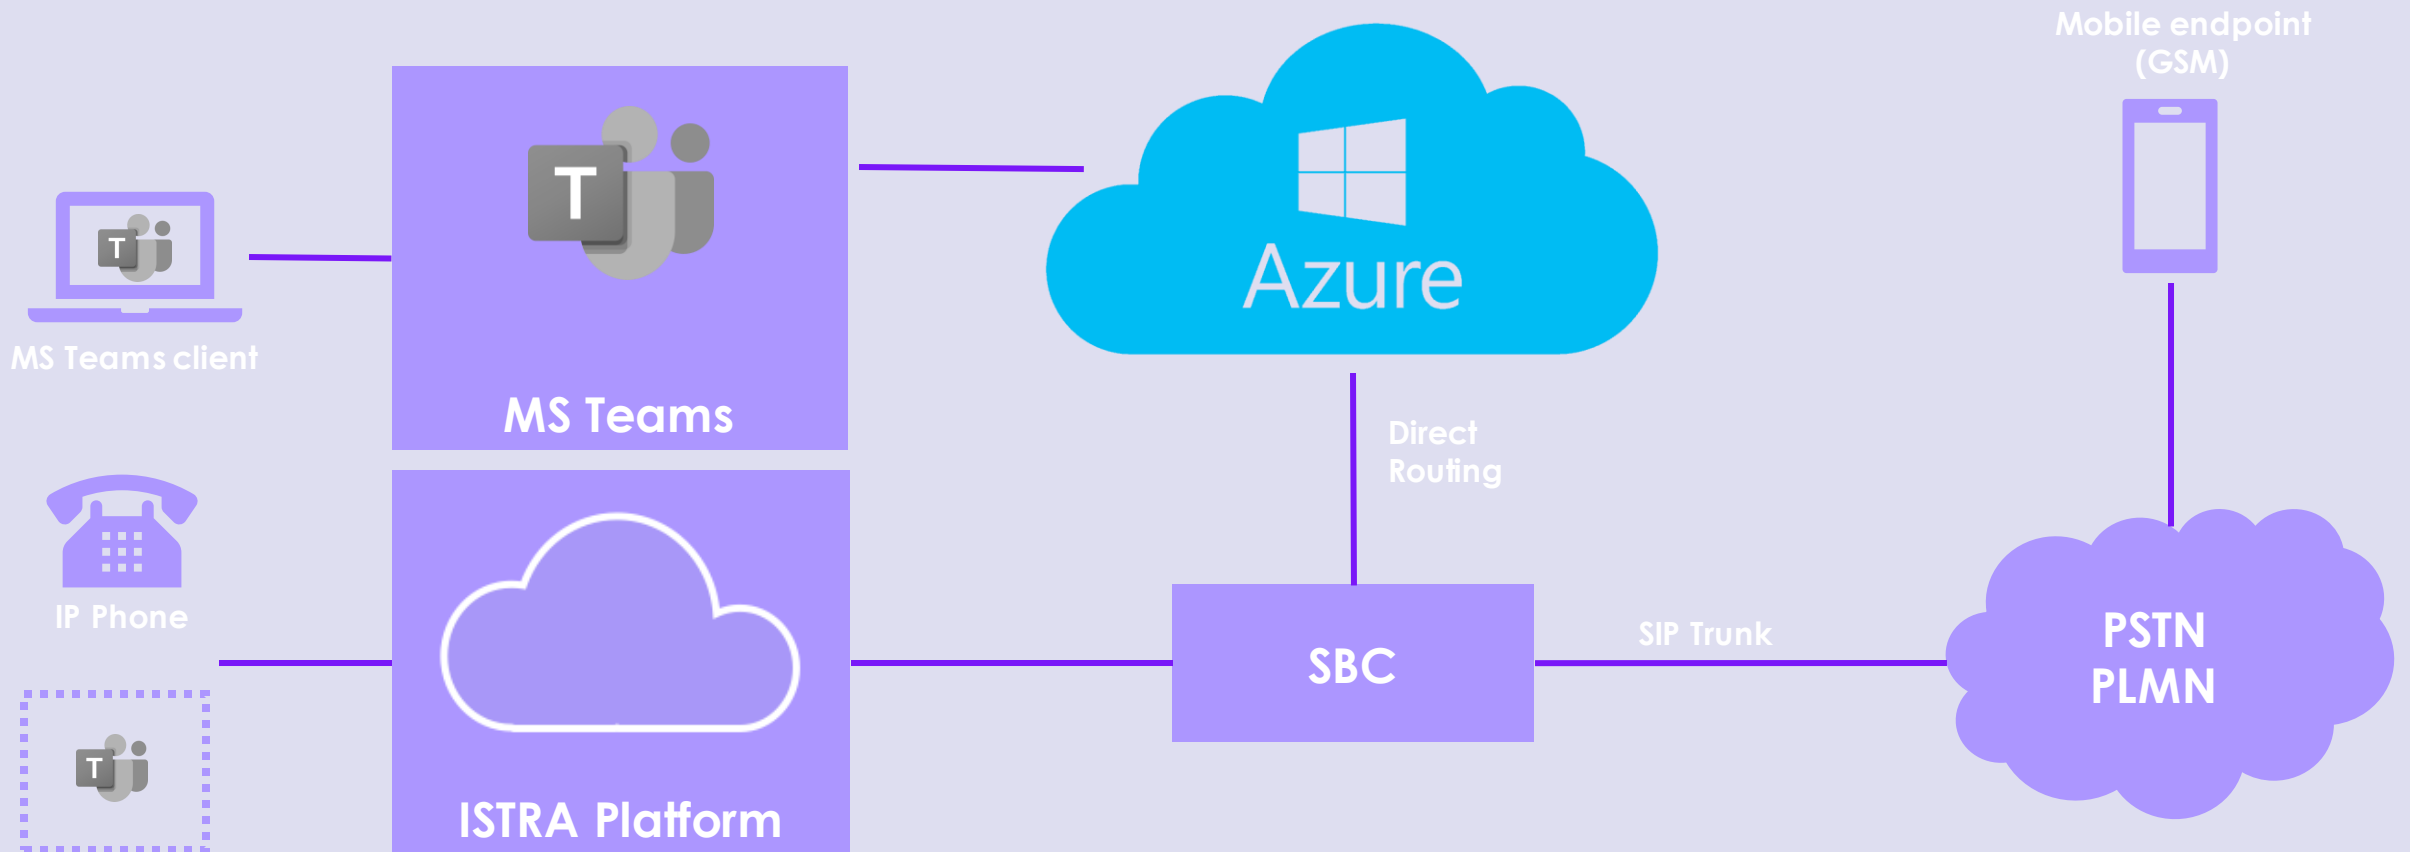 Mobile endpoint
(GSM)
T
T
Azure
MS Teams client
MS Teams
Direct
Routing
IP Phone
SIP Trunk
SBC
PSTN
PLMN
T
ISTRA Platform